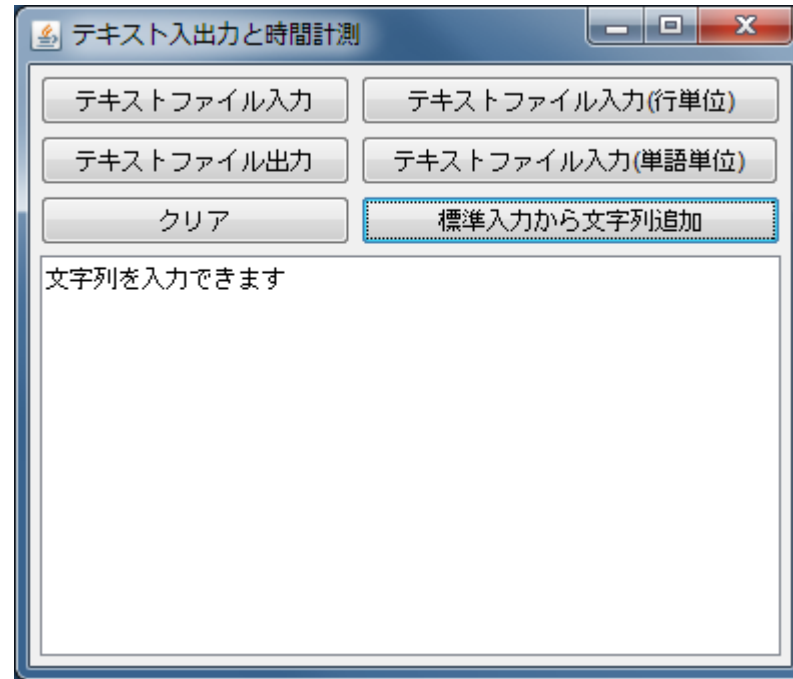 テキスト入出力と時間計測
テキストファイル入力 テキストファイル入力(行単位)
テキストファイル出力 テキストファイル入力(単語単位)
クリア 標準入力から文字列追加
文字列を入力できます